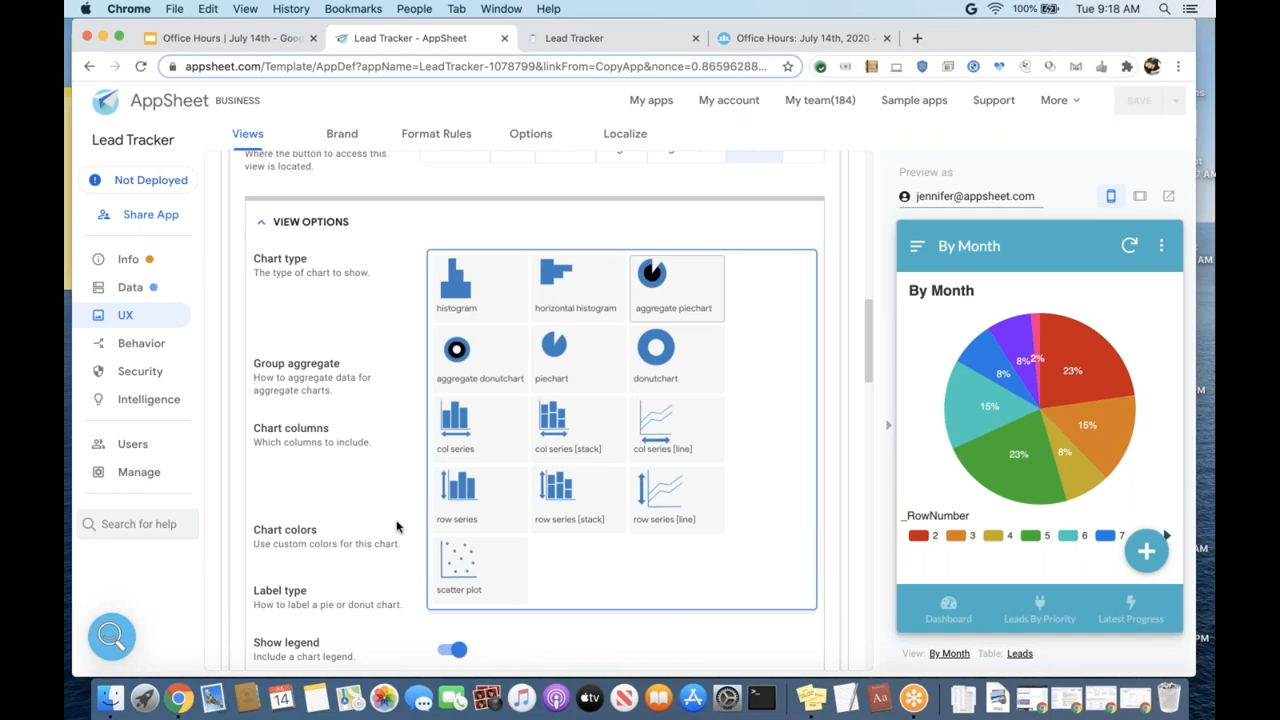 Chrome File Edit View History Bookmarks People Tab Window Help 100% Tue 9:18 AM
Office Hours | July 14th - Goog Lead Tracker - AppSheet Lead Tracker Office Hours: July 14th, 2020 -
appsheet.com/Template/AppDef?appName=LeadTracker-1078799&linkFrom=CopyApp&nonce=0.86596288...
AppSheet BUSINESS My apps My account My team(184) Sample apps Support More SAVE
Lead Tracker Views Brand Format Rules Options Localize
Not Deployed
Share App
Info
Data
UX
Behavior
Security
Intelligence
Users
Manage
Search for help
Where the button to access this
view is located.
VIEW OPTIONS
Chart type
The type of chart to show.
histogram horizontal histogram aggregate piechart
aggregate donutchart piechart donutchart
col series col series [stack] col series [line]
row series row series [stack] row series [line]
scatter plot
Group aggregate
How to aggregate data for
aggregate charts.
Chart columns
Which columns to include.
Chart colors
Use custom colors for this chart.
Label type
How to label a pie or donut chart.
Show legend
Include a chart legend.
Preview as
jennifer@appsheet.com
By Month
By Month
23%
15%
8%
23%
15%
8%
8%
2%
_RowNumber
2 3 4 5 6
Dashboard Leads By Priority Latest Progress
View: By Month Table: Leads
AM
AM
PM